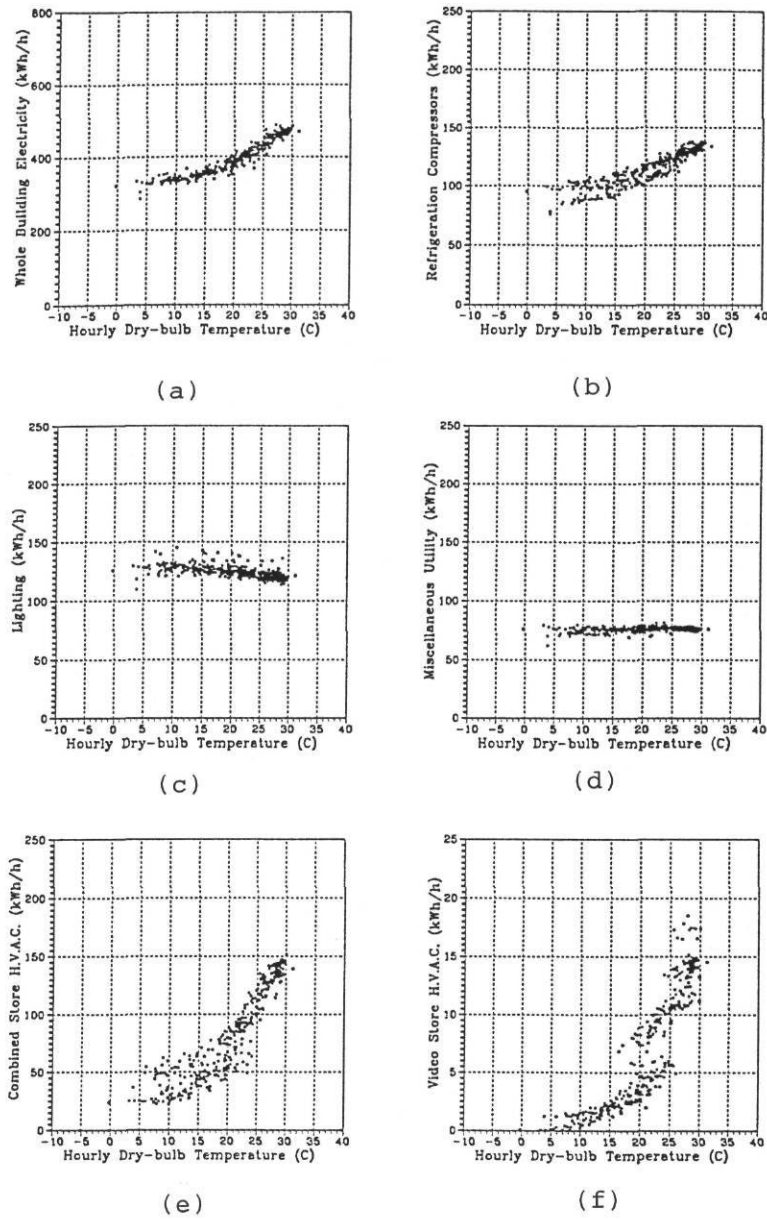 800
600
400
200
0
Whole Building Electricity (kWh/h)
-10 -5 0 5 10 15 20 25 30 35 40
Hourly Dry-bulb Temperature (C)
(a)
250
200
150
100
50
0
Refrigeration Compressors (kWh/h)
-10 -5 0 5 10 15 20 25 30 35 40
Hourly Dry-bulb Temperature (C)
(b)
250
200
150
100
50
0
Lighting (kWh/h)
-10 -5 0 5 10 15 20 25 30 35 40
Hourly Dry-bulb Temperature (C)
(c)
250
200
150
100
50
0
Miscellaneous Utility (kWh/h)
-10 -5 0 5 10 15 20 25 30 35 40
Hourly Dry-bulb Temperature (C)
(d)
250
200
150
100
50
0
Combined Store H.V.A.C. (kWh/h)
-10 -5 0 5 10 15 20 25 30 35 40
Hourly Dry-bulb Temperature (C)
(e)
25
20
15
10
5
0
Video Store H.V.A.C. (kWh/h)
-10 -5 0 5 10 15 20 25 30 35 40
Hourly Dry-bulb Temperature (C)
(f)